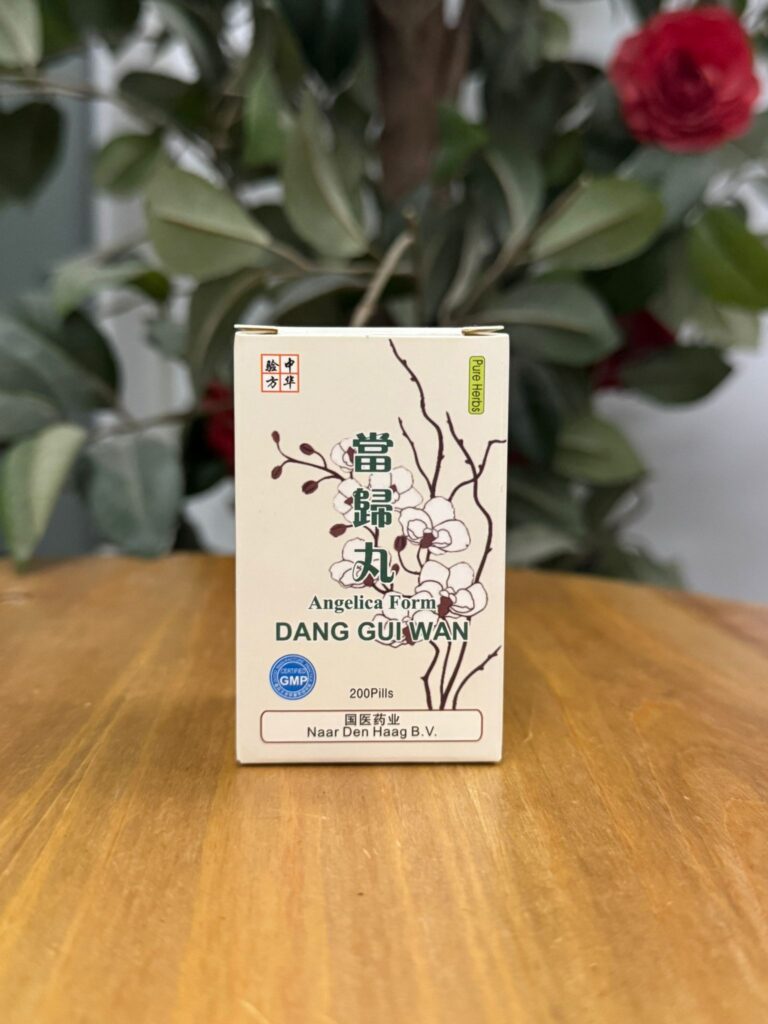 中华
验方
Pure Herbs
當歸丸
Angelica Form
DANG GUI WAN
CERTIFIED
GMP
200Pills
国医药业
Naar Den Haag B.V.